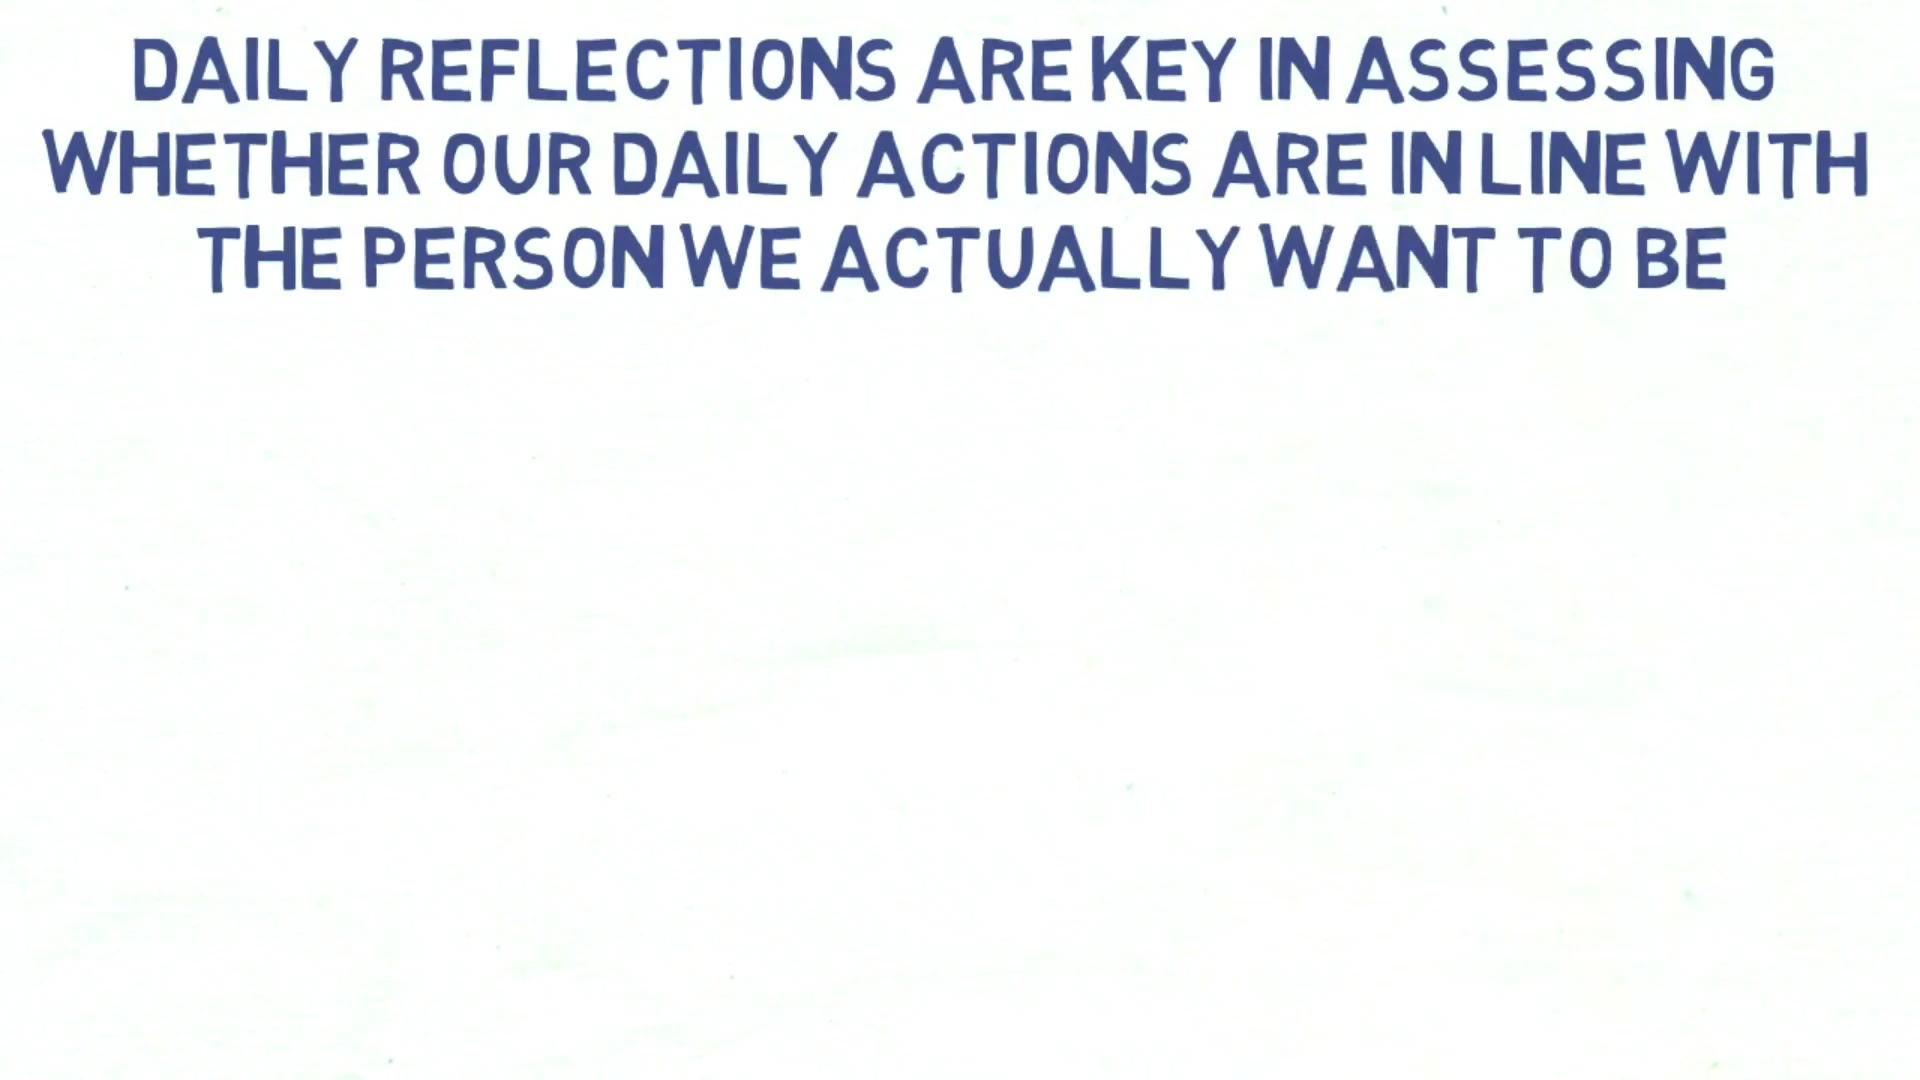 DAILY REFLECTIONS ARE KEY IN ASSESSING
WHETHER OUR DAILY ACTIONS ARE IN LINE WITH
THE PERSON WE ACTUALLY WANT TO BE